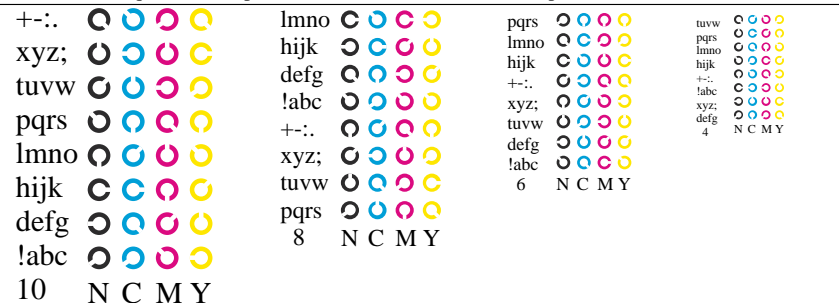 +-:.
xyz;
tuvw
pqrs
lmno
hijk
defg
!abc
10 N C M Y
lmno
hijk
defg
!abc
+-:.
xyz;
tuvw
pqrs
8 N C M Y
pqrs
lmno
hijk
+-:.
xyz;
tuvw
defg
!abc
6 N C M Y
tuvw
pqrs
lmno
hijk
+-:.
!abc
xyz;
defg
4 N C M Y